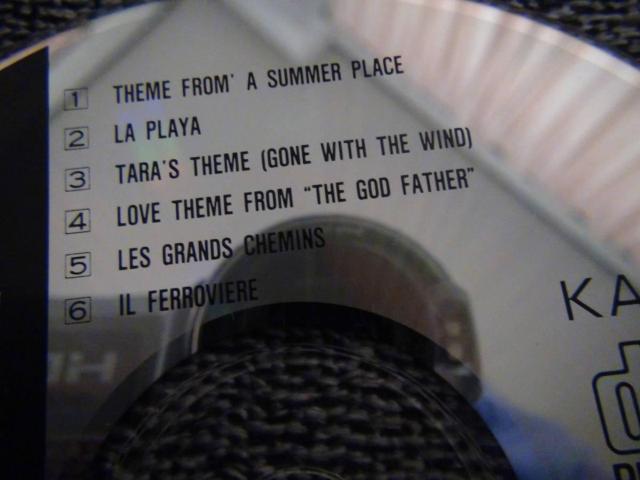 1 THEME FROM' A SUMMER PLACE
2 LA PLAYA
3 TARA'S THEME (GONE WITH THE WIND)
4 LOVE THEME FROM "THE GOD FATHER"
5 LES GRANDS CHEMINS
6 IL FERROVIERE
KA